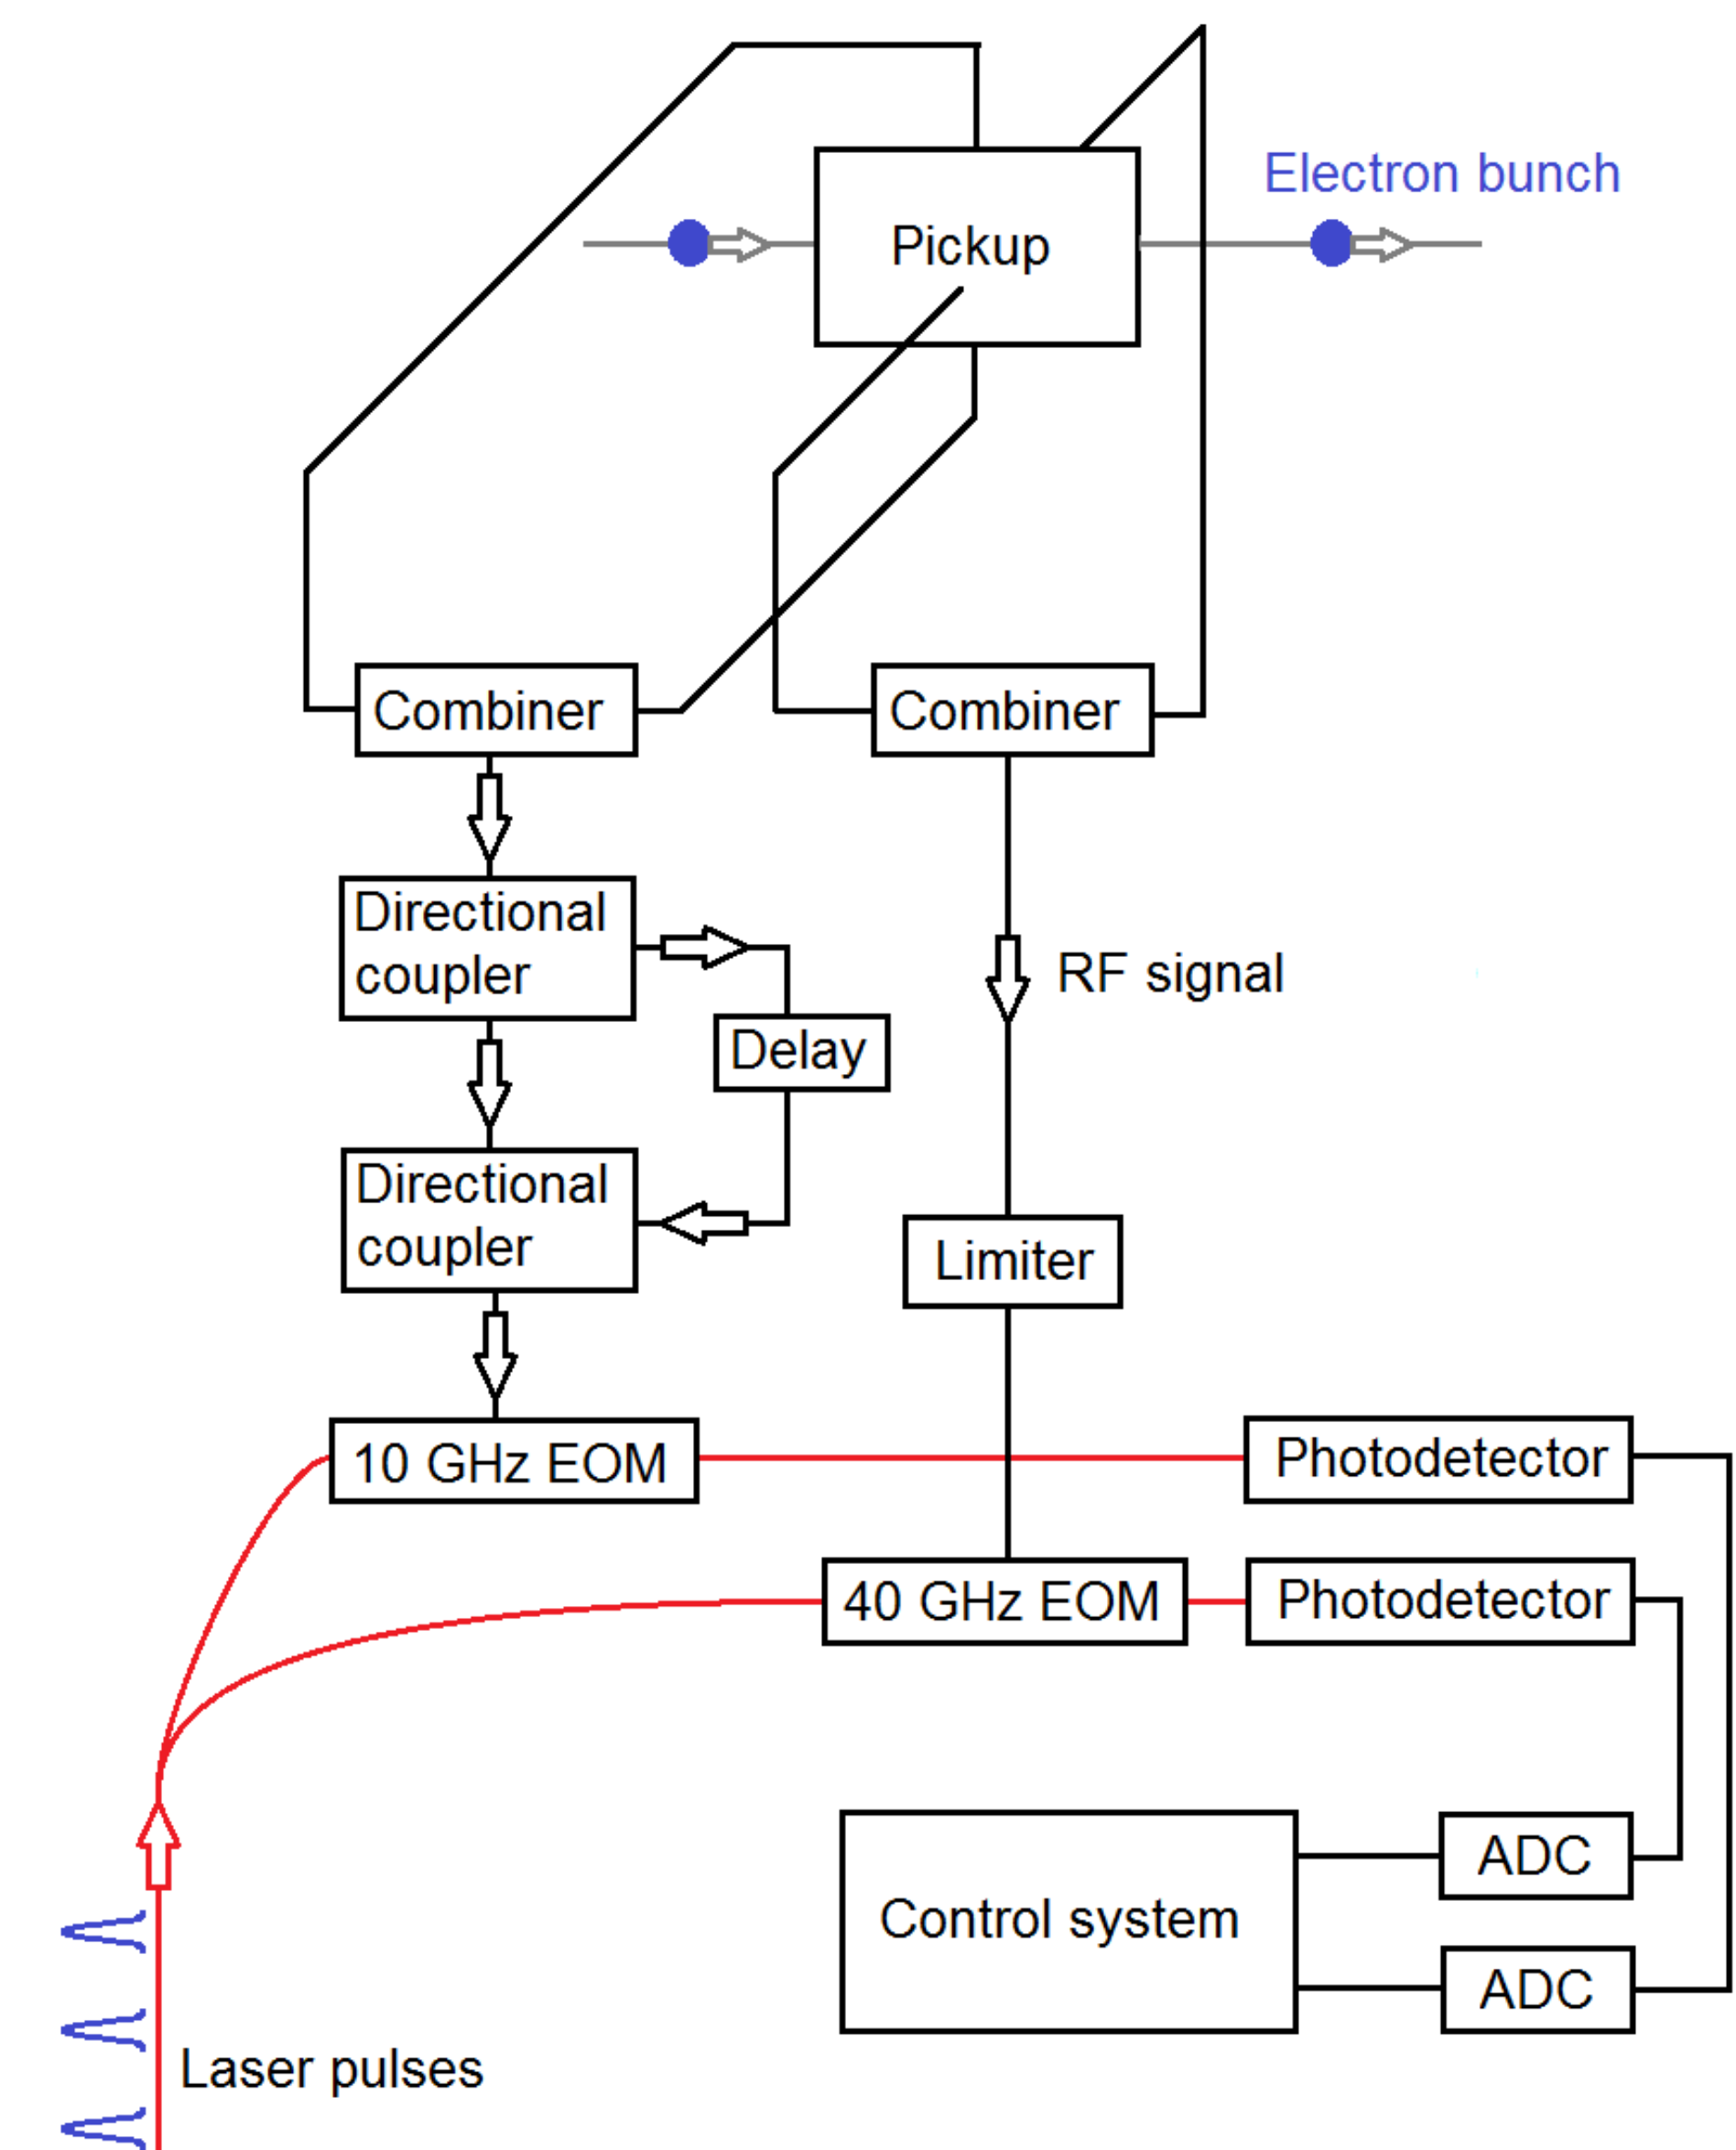 Electron bunch
Pickup
Combiner
Combiner
Directional
coupler
RF signal
Delay
Directional
coupler
Limiter
10 GHz EOM
Photodetector
40 GHz EOM
Photodetector
ADC
Control system
ADC
Laser pulses